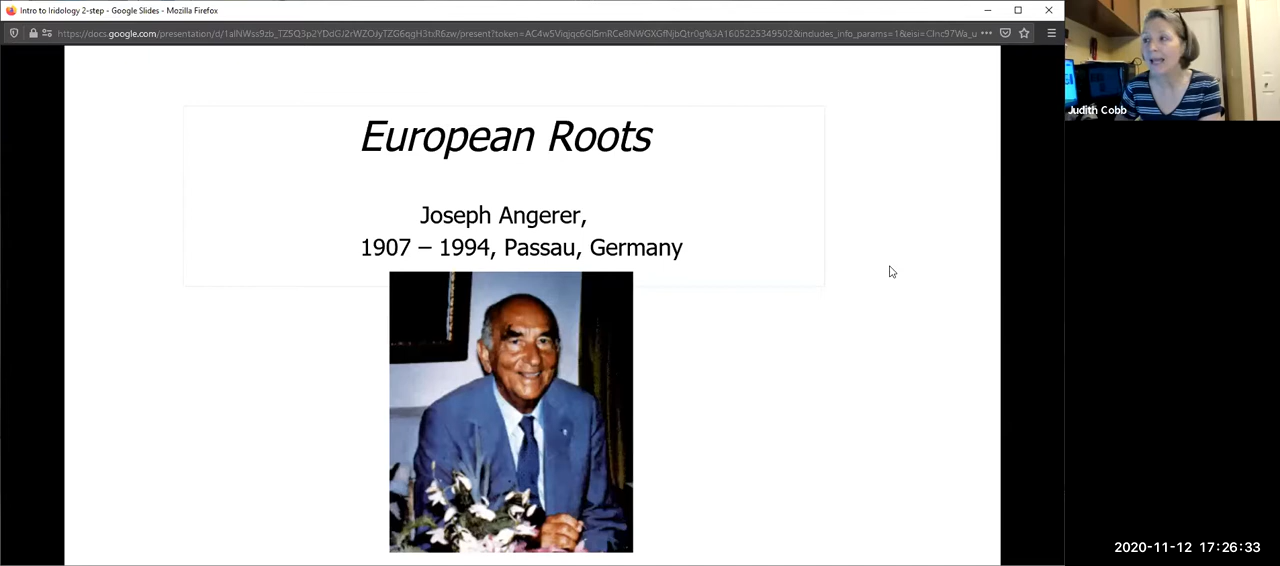 Intro to Iridology 2-step - Google Slides - Mozilla Firefox
European Roots
Joseph Angerer,
1907 – 1994, Passau, Germany
Judith Cobb
2020-11-12 17:26:33